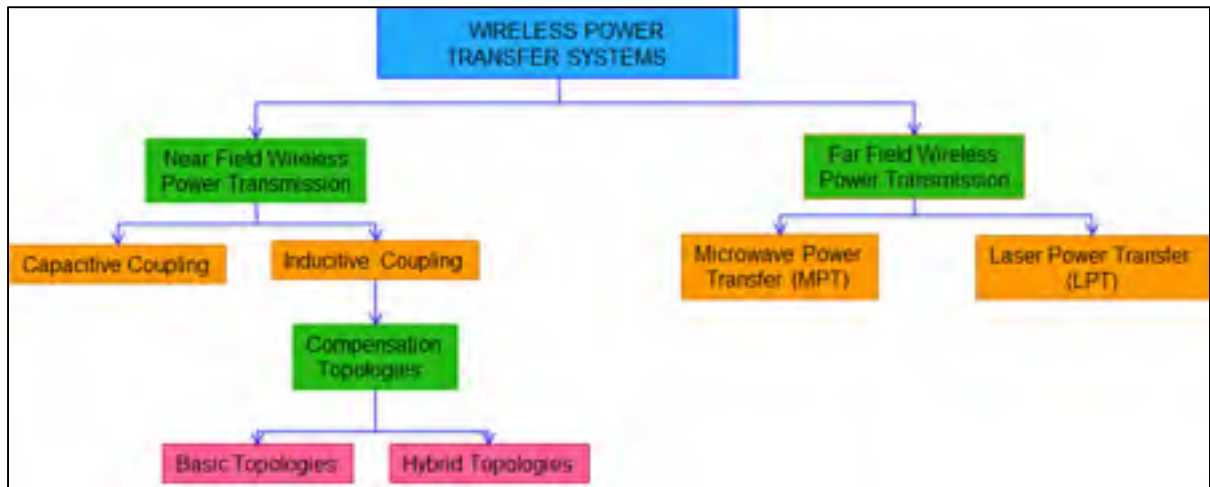 WIRELESS POWER
TRANSFER SYSTEMS
Near Field Wireless
Power Transmission
Far Field Wireless
Power Transmission
Capacitive Coupling
Inducitive Coupling
Microwave Power
Transfer (MPT)
Laser Power Transfer
(LPT)
Compensation
Topologies
Basic Topologies
Hybrid Topologies